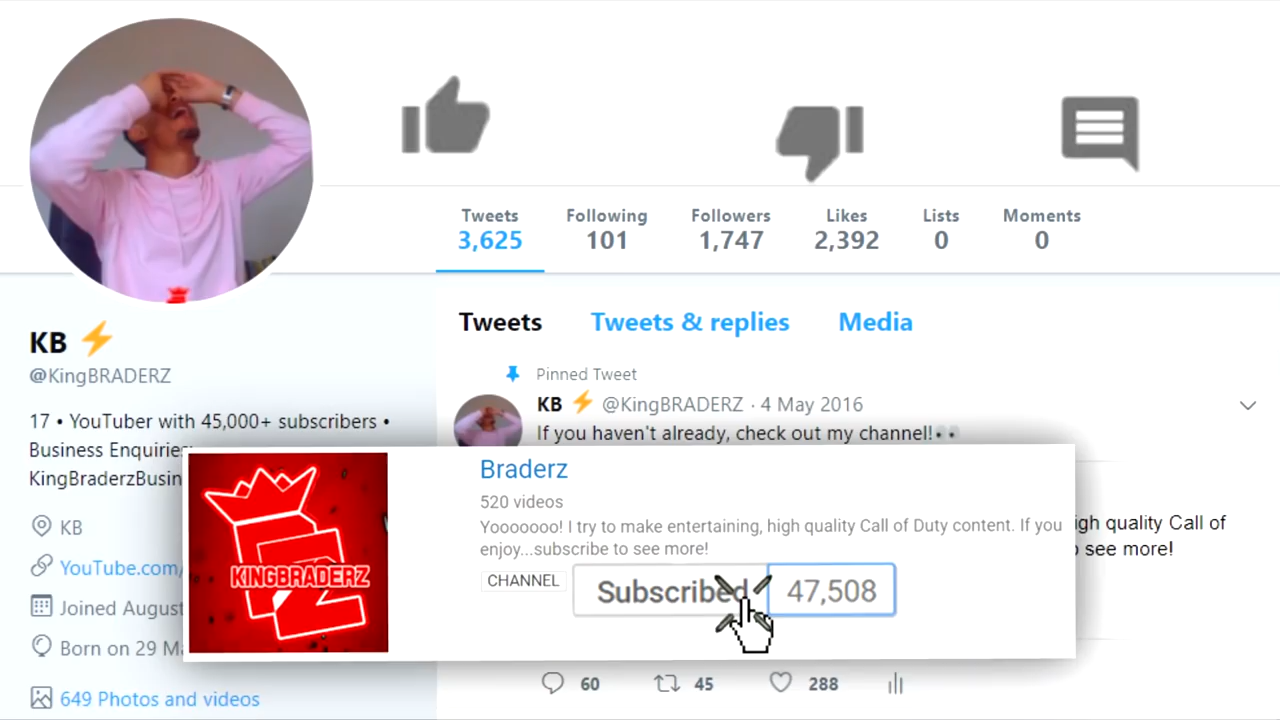 Tweets Following Followers Likes Lists Moments
3,625 101 1,747 2,392 0 0
KB ⚡
@KingBRADERZ
17 • YouTuber with 45,000+ subscribers •
Business Enquiries
KingBraderzBusin
KB
YouTube.com/
Joined August
Born on 29
649 Photos and videos
Tweets Tweets & replies Media
Pinned Tweet
KB ⚡ @KingBRADERZ · 4 May 2016
If you haven't already, check out my channel!👀
KINGBRADERZ
Braderz
520 videos
Yooooooo! I try to make entertaining, high quality Call of Duty content. If you
enjoy...subscribe to see more!
CHANNEL Subscribed 47,508
igh quality Call of
see more!
60 45 288